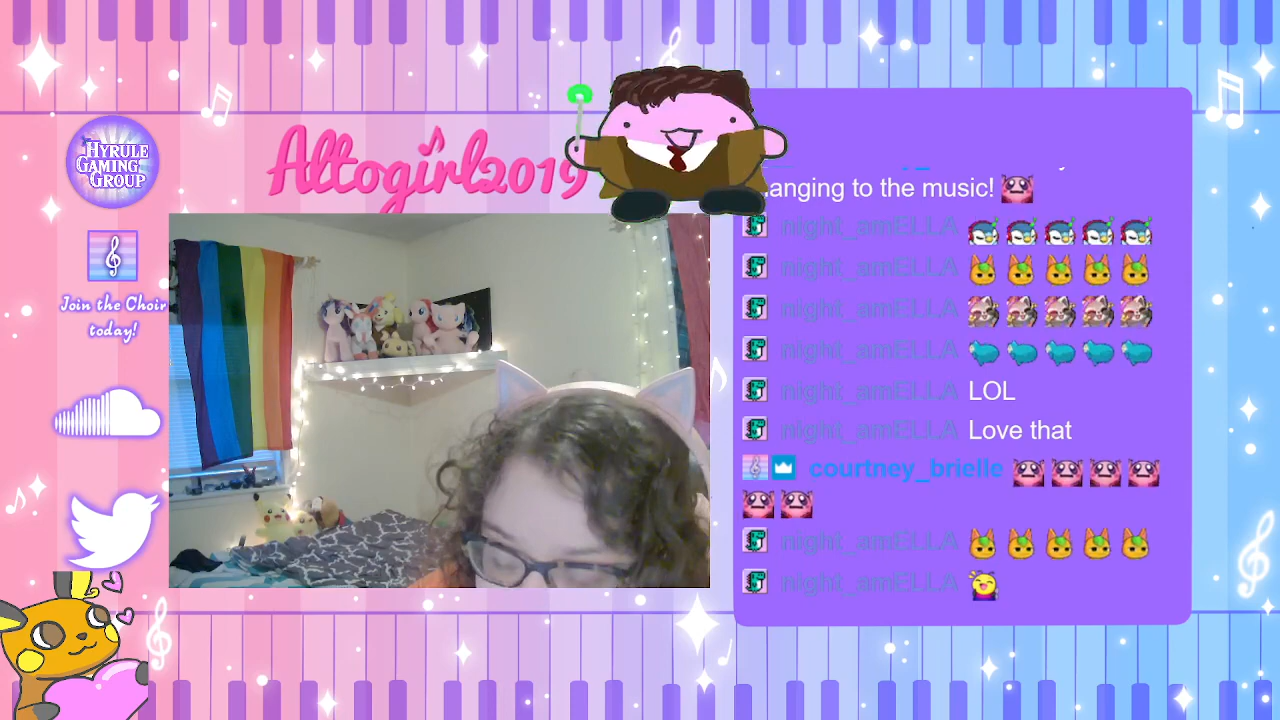 HYRULE
GAMING
GROUP
Altogirl2019
Join the Choir
today!
hanging to the music!
night_amELLA
night_amELLA
night_amELLA
night_amELLA
night_amELLA LOL
night_amELLA Love that
courtney_brielle
night_amELLA
night_amELLA